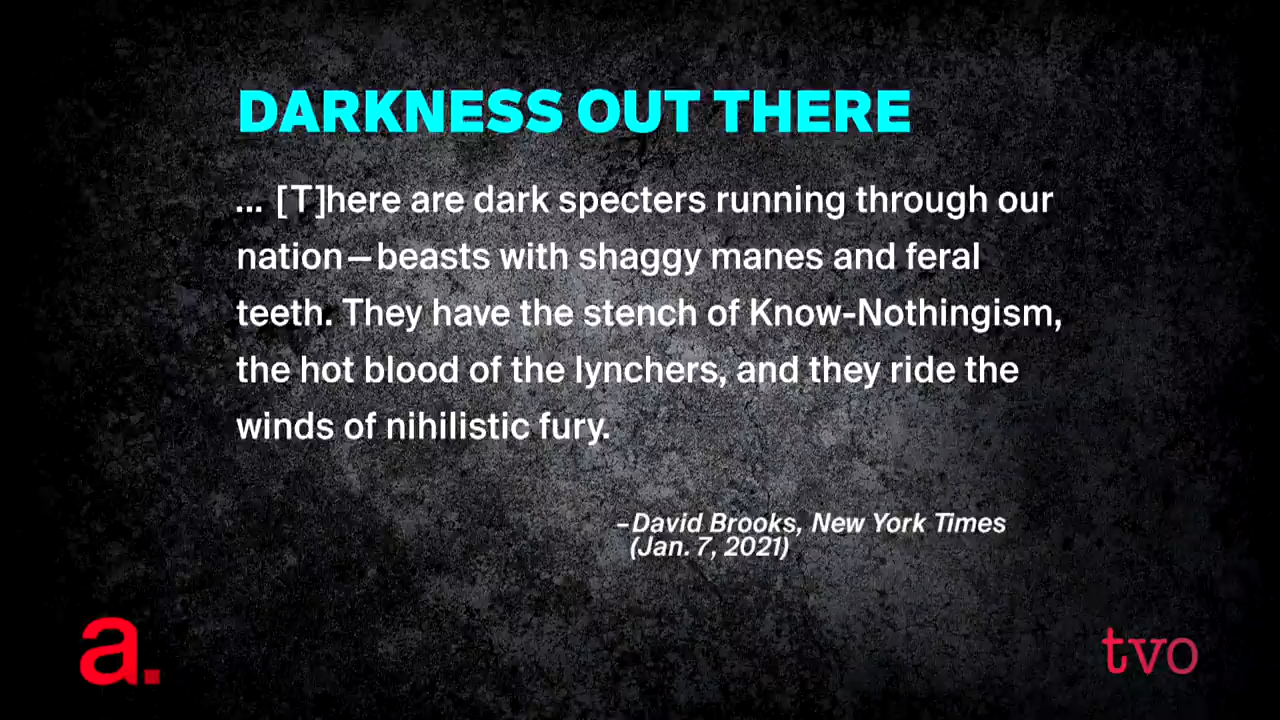 DARKNESS OUT THERE
... [T]here are dark specters running through our
nation—beasts with shaggy manes and feral
teeth. They have the stench of Know-Nothingism,
the hot blood of the lynchers, and they ride the
winds of nihilistic fury.
–David Brooks, New York Times
(Jan. 7, 2021)
a.
tvo